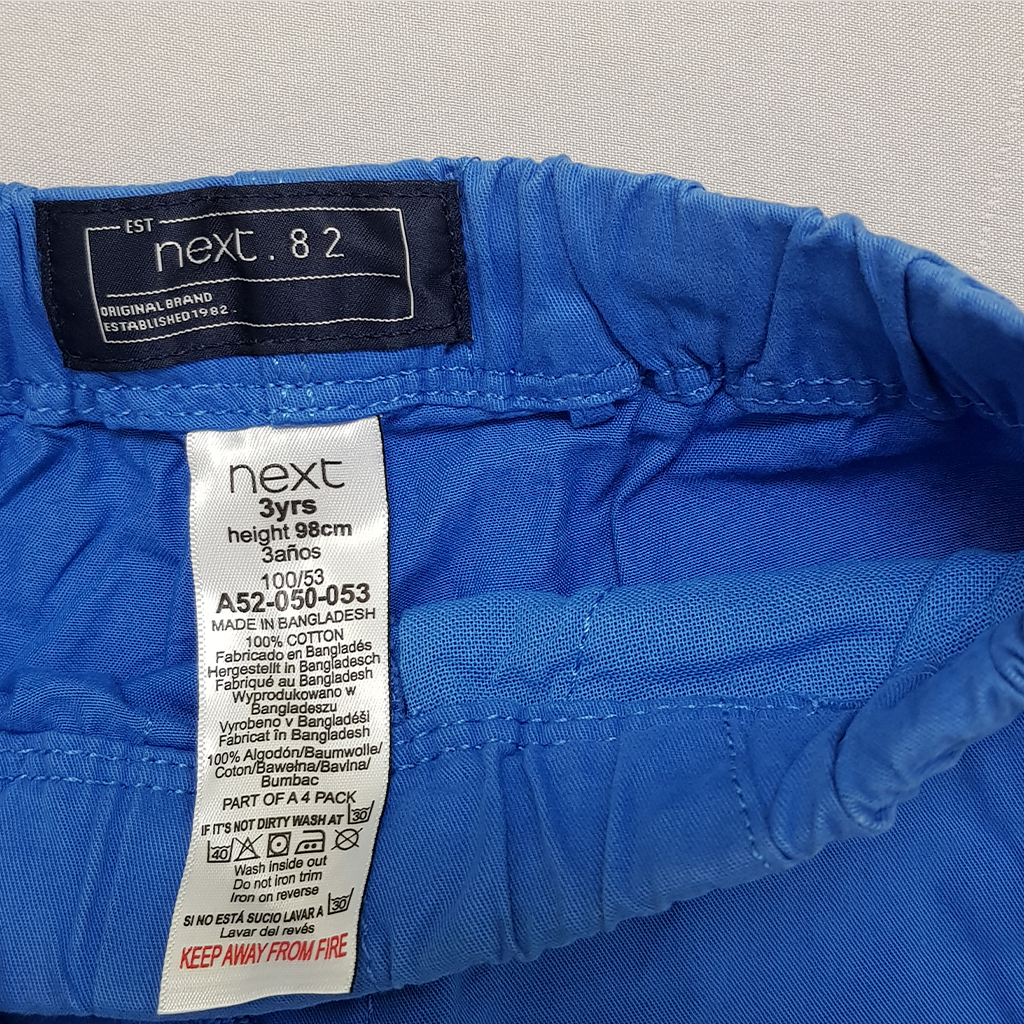 EST
next.82
ORIGINAL BRAND
ESTABLISHED 1982
next
3yrs
height 98cm
3años
100/53
A52-050-053
MADE IN BANGLADESH
100% COTTON
Fabricado en Bangladés
Hergestellt in Bangladesch
Fabriqué au Bangladesh
Wyprodukowano w
Bangladeszu
Vyrobeno v Bangladéši
Fabricat în Bangladesh
100% Algodón/Baumwolle/
Coton/Bawełna/Bavlna/
Bumbac
PART OF A 4 PACK
IF IT'S NOT DIRTY WASH AT 30
40
Wash inside out
Do not iron trim
Iron on reverse
SI NO ESTÁ SUCIO LAVAR A 30
Lavar del revés
KEEP AWAY FROM FIRE